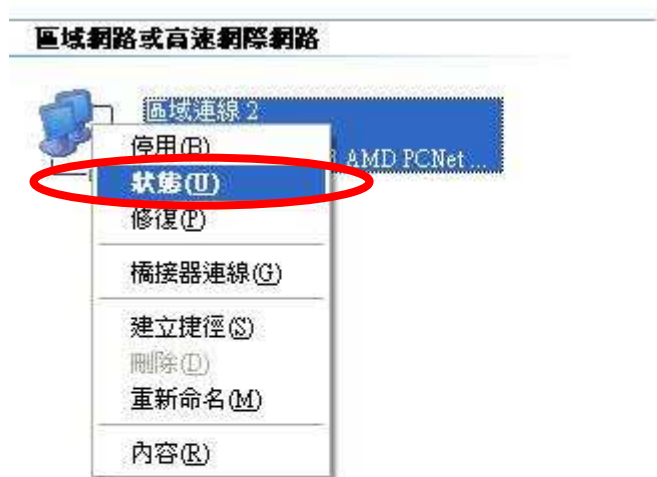 區域網路或高速網際網路
區域連線 2
停用(B)
AMD PCNet ...
狀態(U)
修復(P)
橋接器連線(G)
建立捷徑(S)
刪除(D)
重新命名(M)
內容(R)